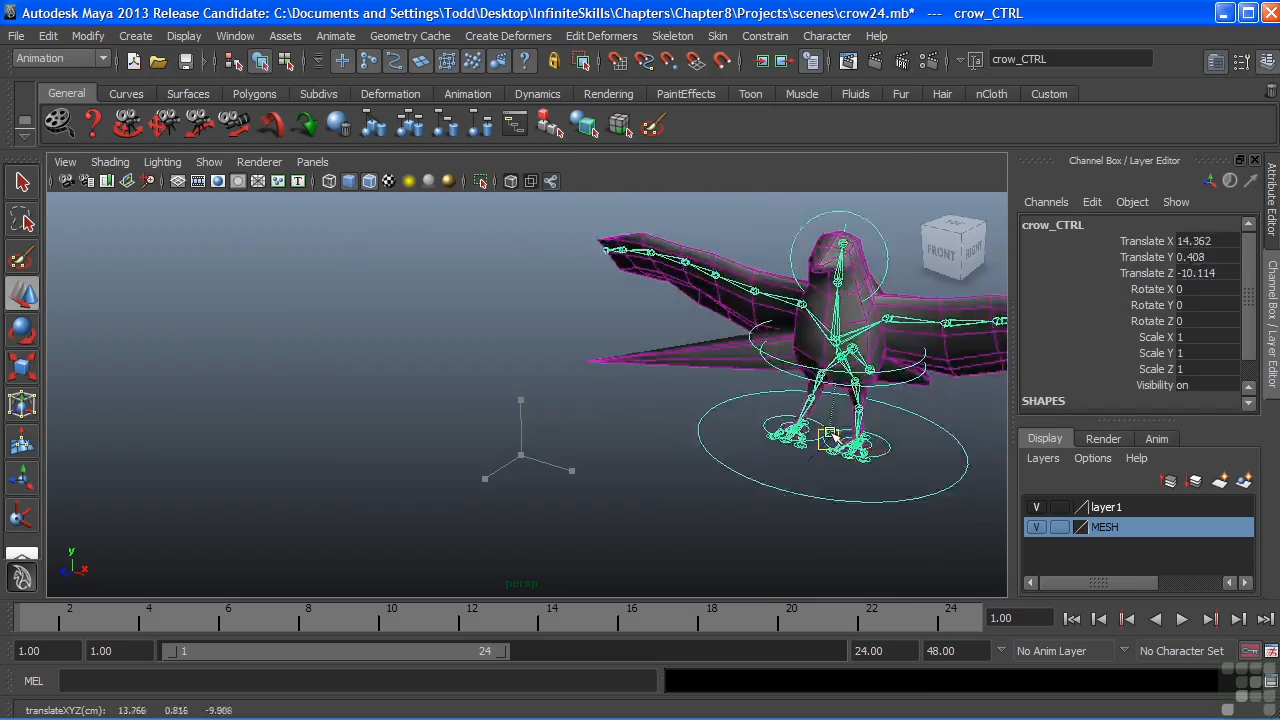 Autodesk Maya 2013 Release Candidate: C:\Documents and Settings\Todd\Desktop\InfiniteSkills\Chapters\Chapter8\Projects\scenes\crow24.mb* --- crow_CTRL
File Edit Modify Create Display Window Assets Animate Geometry Cache Create Deformers Edit Deformers Skeleton Skin Constrain Character Help
Animation crow_CTRL
General Curves Surfaces Polygons Subdivs Deformation Animation Dynamics Rendering PaintEffects Toon Muscle Fluids Fur Hair nCloth Custom
View Shading Lighting Show Renderer Panels
Channel Box / Layer Editor
Channels Edit Object Show
crow_CTRL
Translate X 14.362
Translate Y 0.408
Translate Z -10.114
Rotate X 0
Rotate Y 0
Rotate Z 0
Scale X 1
Scale Y 1
Scale Z 1
Visibility on
SHAPES
Attribute Editor
Channel Box / Layer Editor
FRONT RIGHT
Display Render Anim
Layers Options Help
V layer1
V MESH
y
x
persp
2 4 6 8 10 12 14 16 18 20 22 24
1.00
1.00 1.00 1 24 24.00 48.00 No Anim Layer No Character Set
MEL
translateXYZ(cm): 13.766 0.816 -9.908